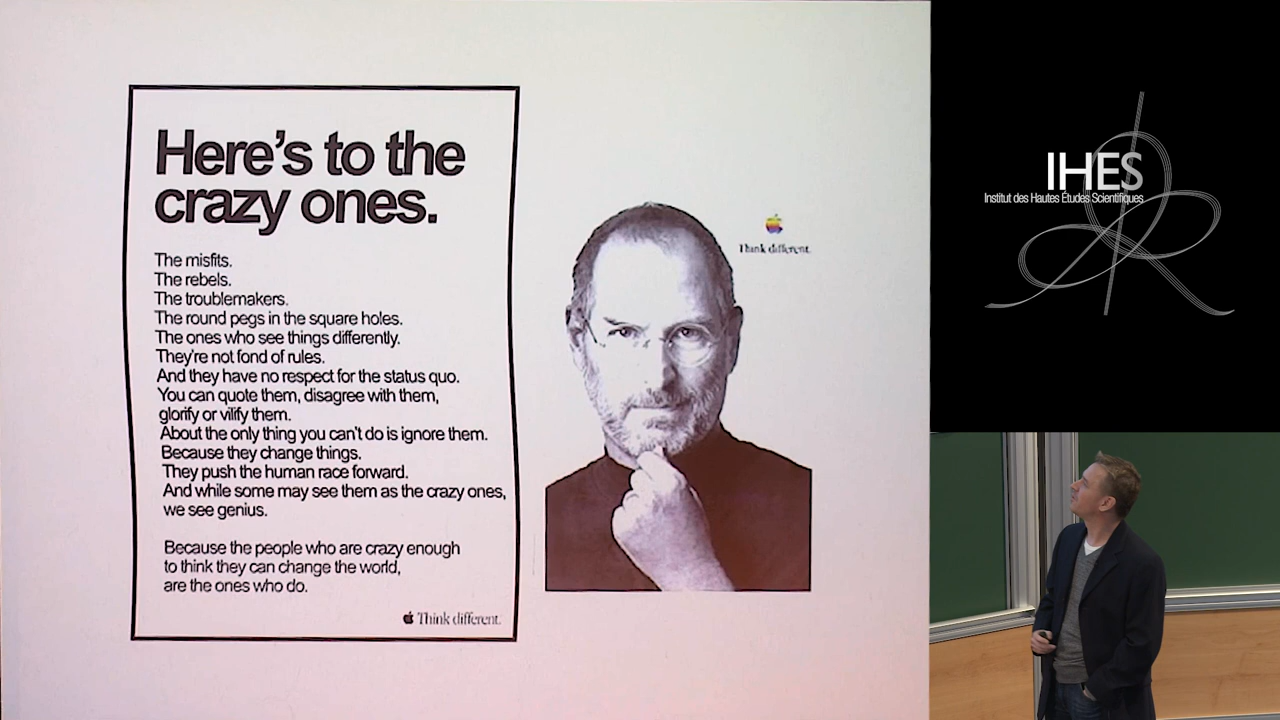 Here's to the
crazy ones.
The misfits.
The rebels.
The troublemakers.
The round pegs in the square holes.
The ones who see things differently.
They're not fond of rules.
And they have no respect for the status quo.
You can quote them, disagree with them,
glorify or vilify them.
About the only thing you can't do is ignore them.
Because they change things.
They push the human race forward.
And while some may see them as the crazy ones,
we see genius.
Because the people who are crazy enough
to think they can change the world,
are the ones who do.
Think different.
Think different.
IHES
Institut des Hautes Études Scientifiques